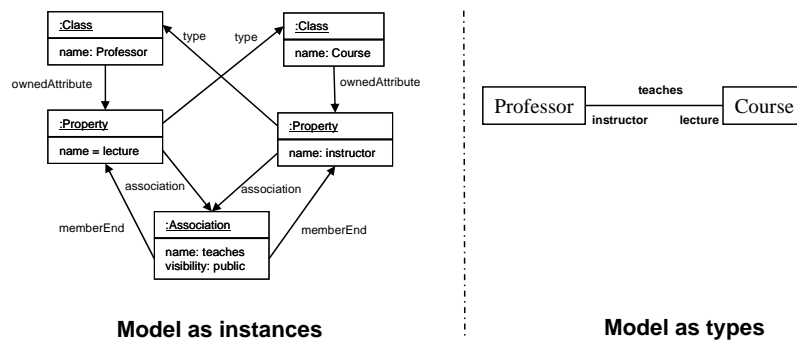 :Class
name: Professor
:Class
name: Course
type
type
ownedAttribute
ownedAttribute
:Property
name = lecture
:Property
name: instructor
association
association
memberEnd
memberEnd
:Association
name: teaches
visibility: public
Model as instances
Professor
teaches
instructor
lecture
Course
Model as types